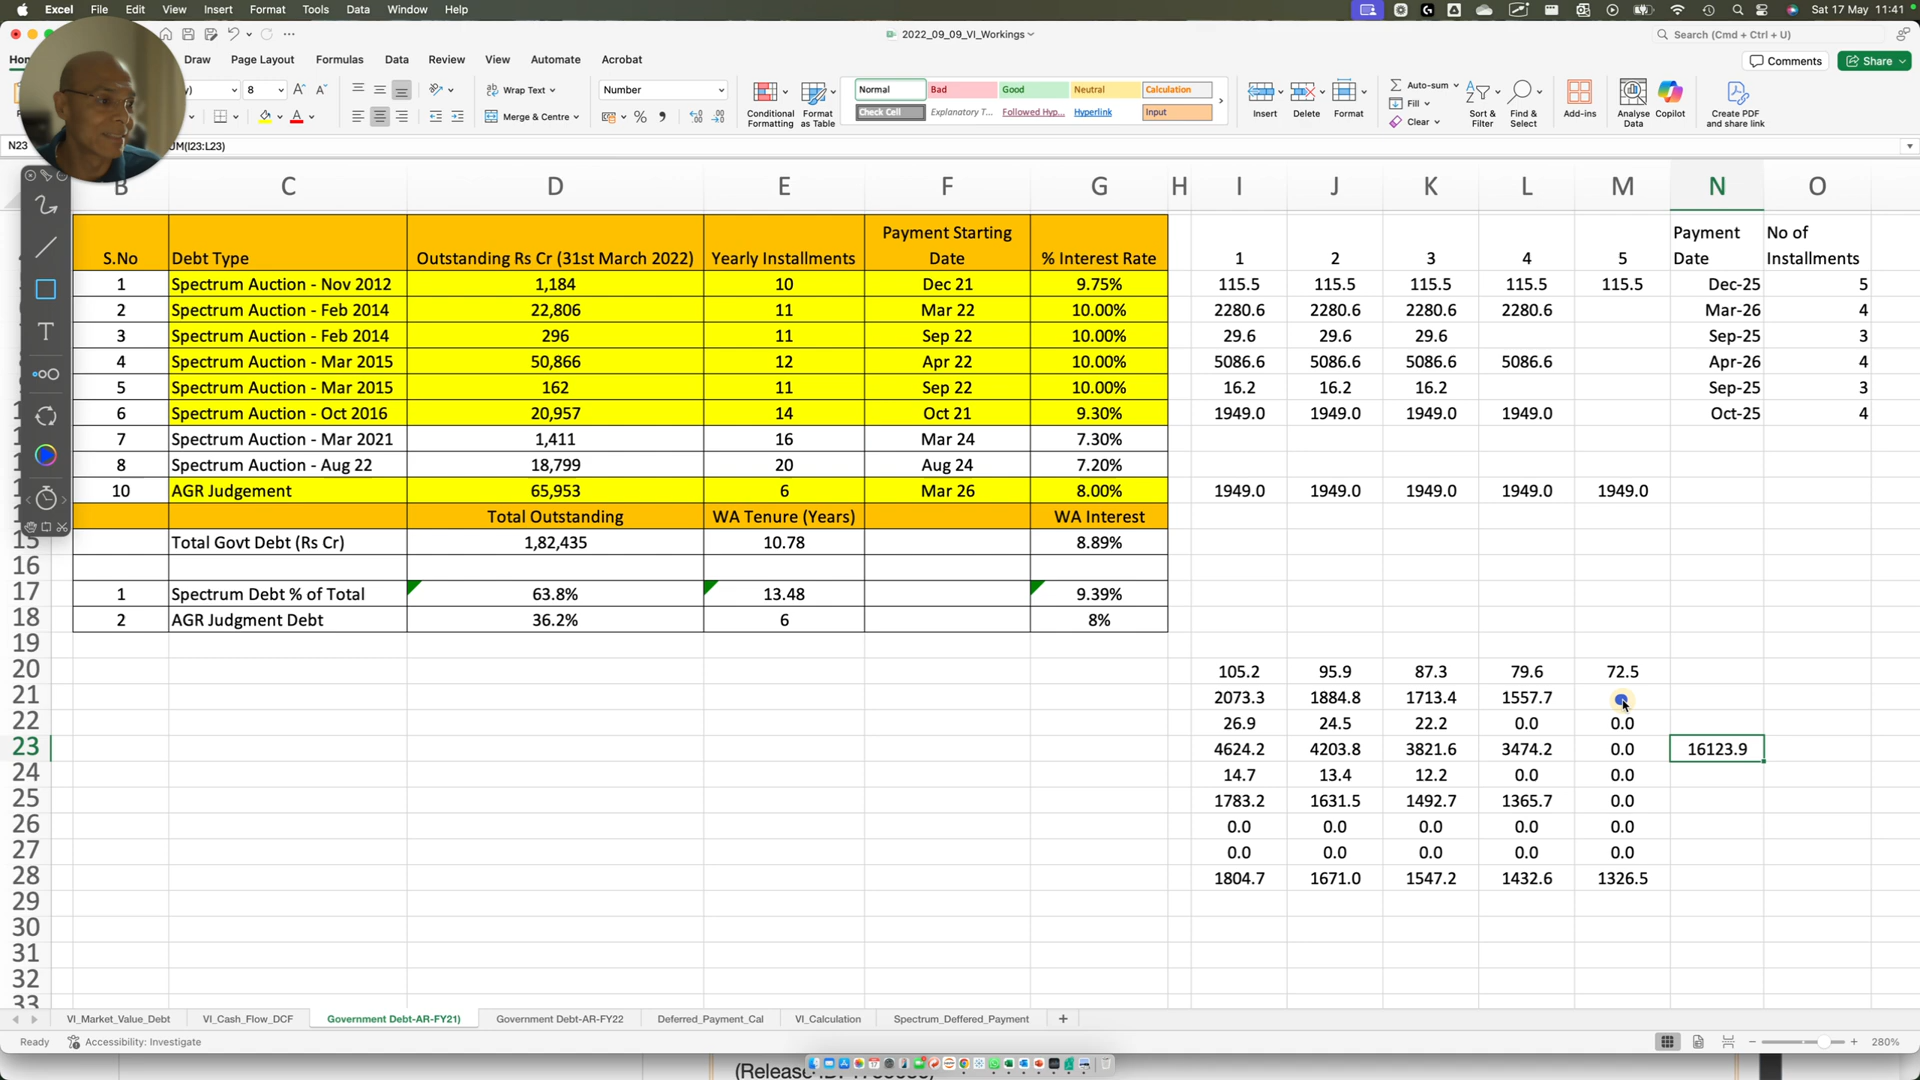 Excel File Edit View Insert Format Tools Data Window Help Sat 17 May 11:41
2022_09_09_VI_Workings Search (Cmd + Ctrl + U)
Draw Page Layout Formulas Data Review View Automate Acrobat Comments Share
8 Wrap Text Number Normal Bad Good Neutral Calculation Auto-sum
Merge & Centre Conditional Formatting Format as Table Check Cell Explanatory T... Followed Hyp... Hyperlink Input Insert Delete Format Fill Clear Sort & Filter Find & Select Add-ins Analyse Data Copilot Create PDF and share link
N23 UM(I23:L23)
B C D E F G H I J K L M N O
S.No Debt Type Outstanding Rs Cr (31st March 2022) Yearly Installments Payment Starting Date % Interest Rate 1 2 3 4 5 Payment Date No of Installments
1 Spectrum Auction - Nov 2012 1,184 10 Dec 21 9.75% 115.5 115.5 115.5 115.5 115.5 Dec-25 5
2 Spectrum Auction - Feb 2014 22,806 11 Mar 22 10.00% 2280.6 2280.6 2280.6 2280.6 Mar-26 4
3 Spectrum Auction - Feb 2014 296 11 Sep 22 10.00% 29.6 29.6 29.6 Sep-25 3
4 Spectrum Auction - Mar 2015 50,866 12 Apr 22 10.00% 5086.6 5086.6 5086.6 5086.6 Apr-26 4
5 Spectrum Auction - Mar 2015 162 11 Sep 22 10.00% 16.2 16.2 16.2 Sep-25 3
6 Spectrum Auction - Oct 2016 20,957 14 Oct 21 9.30% 1949.0 1949.0 1949.0 1949.0 Oct-25 4
7 Spectrum Auction - Mar 2021 1,411 16 Mar 24 7.30%
8 Spectrum Auction - Aug 22 18,799 20 Aug 24 7.20%
10 AGR Judgement 65,953 6 Mar 26 8.00% 1949.0 1949.0 1949.0 1949.0 1949.0
Total Outstanding WA Tenure (Years) WA Interest
15 Total Govt Debt (Rs Cr) 1,82,435 10.78 8.89%
16
17 1 Spectrum Debt % of Total 63.8% 13.48 9.39%
18 2 AGR Judgment Debt 36.2% 6 8%
19
20 105.2 95.9 87.3 79.6 72.5
21 2073.3 1884.8 1713.4 1557.7
22 26.9 24.5 22.2 0.0 0.0
23 4624.2 4203.8 3821.6 3474.2 0.0 16123.9
24 14.7 13.4 12.2 0.0 0.0
25 1783.2 1631.5 1492.7 1365.7 0.0
26 0.0 0.0 0.0 0.0 0.0
27 0.0 0.0 0.0 0.0 0.0
28 1804.7 1671.0 1547.2 1432.6 1326.5
29
30
31
32
33
VI_Market_Value_Debt VI_Cash_Flow_DCF Government Debt-AR-FY21) Government Debt-AR-FY22 Deferred_Payment_Cal VI_Calculation Spectrum_Deffered_Payment
Ready Accessibility: Investigate 280%